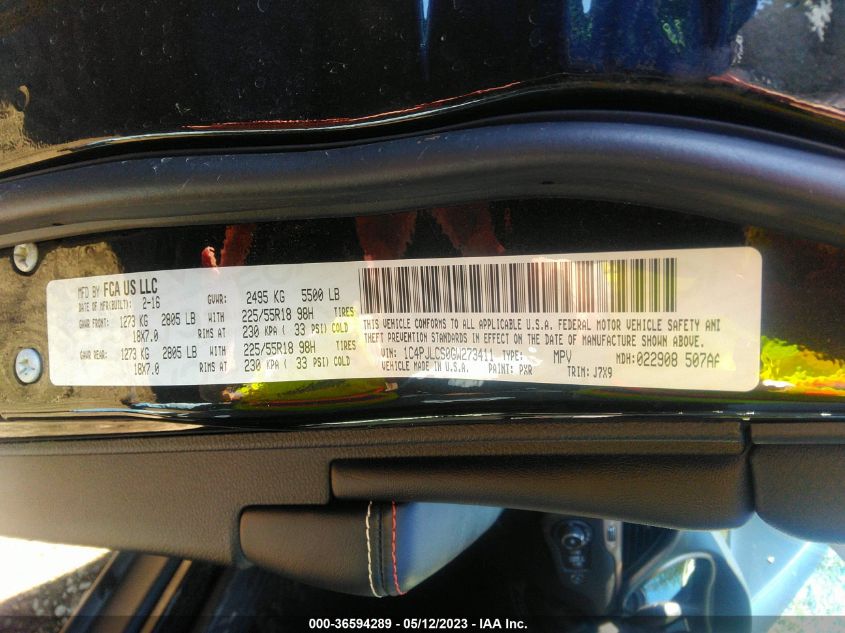 MFD BY FCA US LLC
DATE OF MFR(BUILT): 2-16 GVWR: 2495 KG 5500 LB
GAWR FRONT: 1273 KG 2805 LB WITH 225/55R18 98H TIRES
18X7.0 RIMS AT 230 KPA ( 33 PSI) COLD
GAWR REAR: 1273 KG 2805 LB WITH 225/55R18 98H TIRES
18X7.0 RIMS AT 230 KPA ( 33 PSI) COLD
THIS VEHICLE CONFORMS TO ALL APPLICABLE U.S.A. FEDERAL MOTOR VEHICLE SAFETY AND
THEFT PREVENTION STANDARDS IN EFFECT ON THE DATE OF MANUFACTURE SHOWN ABOVE.
VIN: 1C4PJLCS0GW273411 TYPE: MPV MDH: 022908 507AA
VEHICLE MADE IN U.S.A. PAINT: PXR TRIM: J7X9
000-36594289 - 05/12/2023 - IAA Inc.